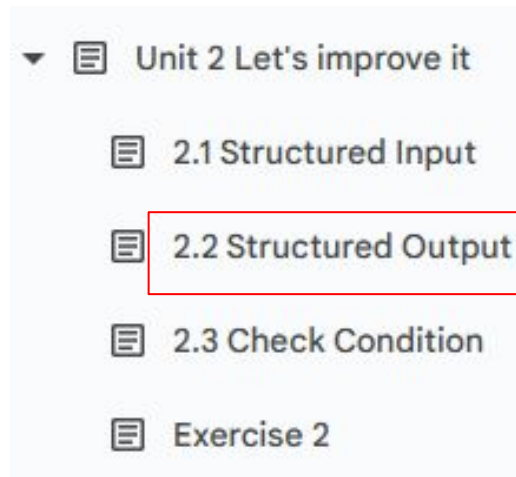 Unit 2 Let's improve it
2.1 Structured Input
2.2 Structured Output
2.3 Check Condition
Exercise 2